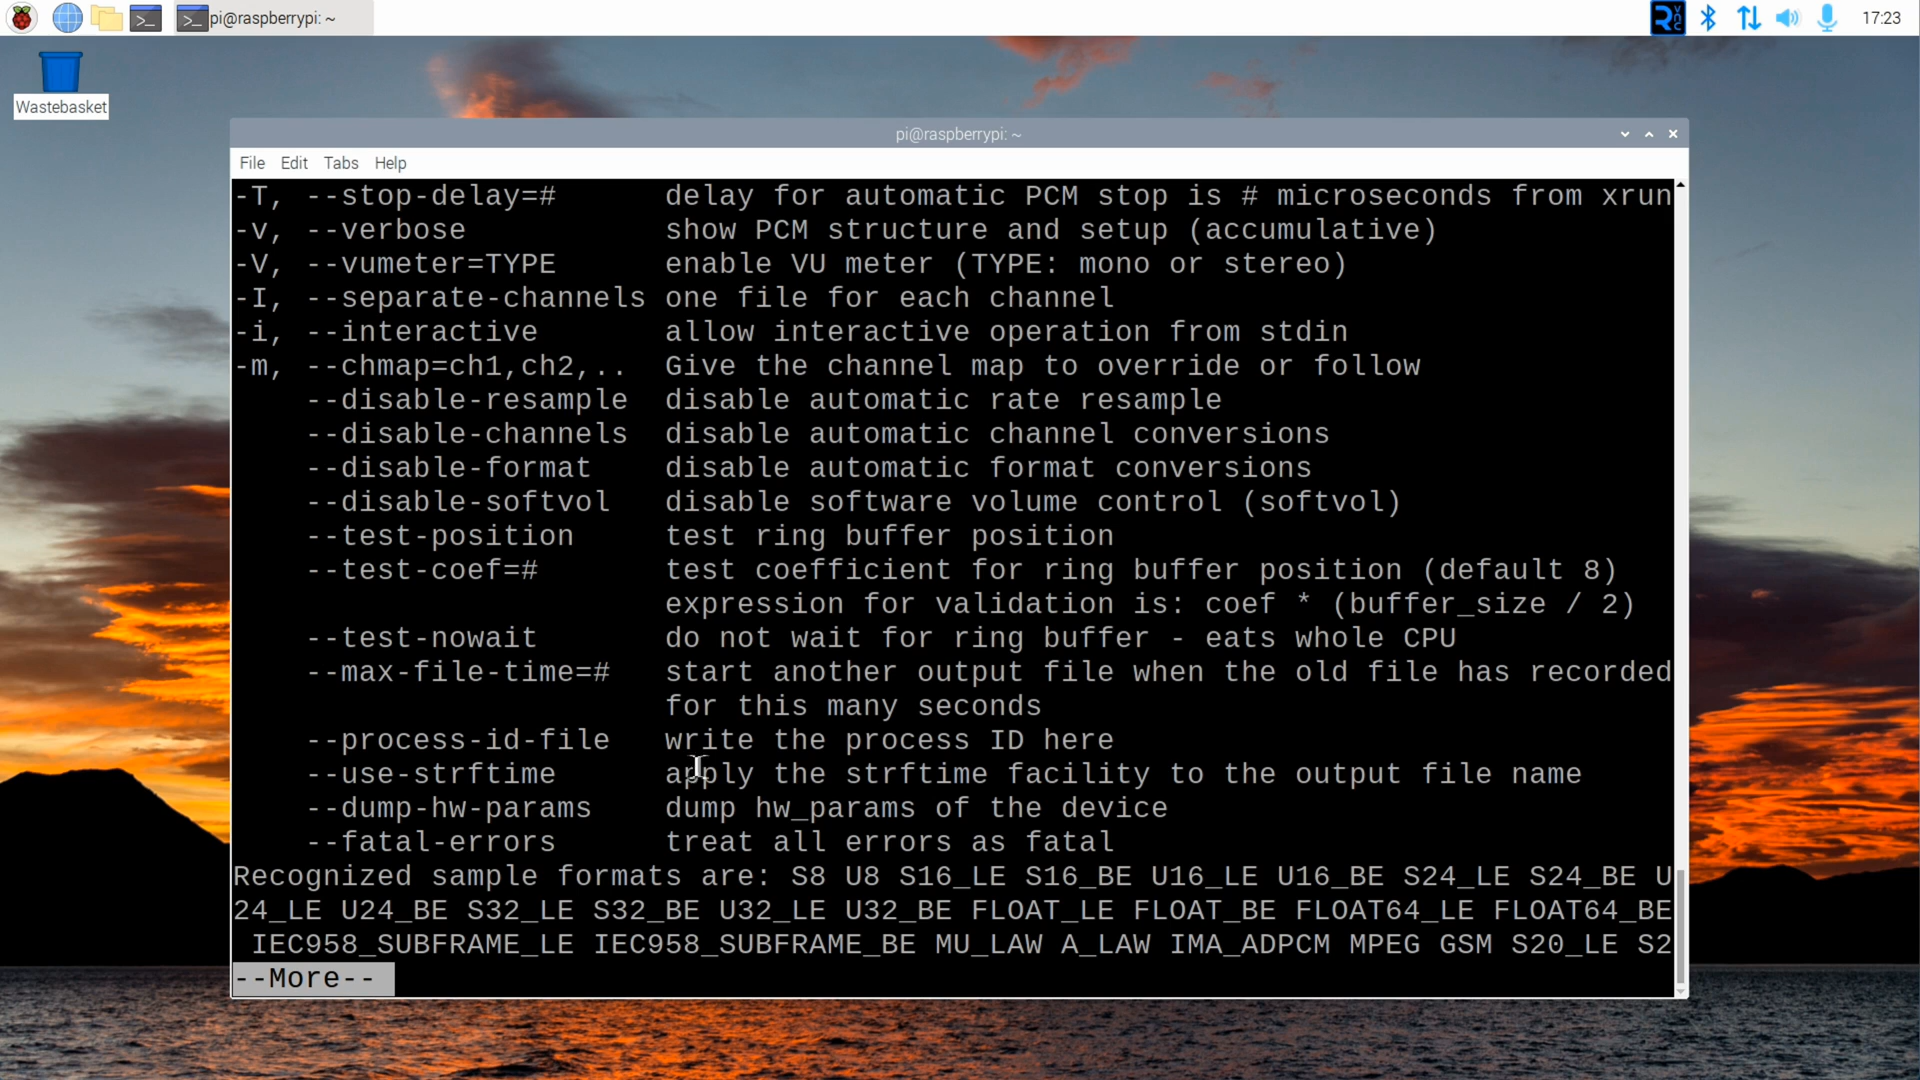 pi@raspberrypi: ~
17:23
Wastebasket
pi@raspberrypi: ~
File Edit Tabs Help
-T, --stop-delay=# delay for automatic PCM stop is # microseconds from xrun
-v, --verbose show PCM structure and setup (accumulative)
-V, --vumeter=TYPE enable VU meter (TYPE: mono or stereo)
-I, --separate-channels one file for each channel
-i, --interactive allow interactive operation from stdin
-m, --chmap=ch1,ch2,.. Give the channel map to override or follow
--disable-resample disable automatic rate resample
--disable-channels disable automatic channel conversions
--disable-format disable automatic format conversions
--disable-softvol disable software volume control (softvol)
--test-position test ring buffer position
--test-coef=# test coefficient for ring buffer position (default 8)
expression for validation is: coef * (buffer_size / 2)
--test-nowait do not wait for ring buffer - eats whole CPU
--max-file-time=# start another output file when the old file has recorded
for this many seconds
--process-id-file write the process ID here
--use-strftime apply the strftime facility to the output file name
--dump-hw-params dump hw_params of the device
--fatal-errors treat all errors as fatal
Recognized sample formats are: S8 U8 S16_LE S16_BE U16_LE U16_BE S24_LE S24_BE U
24_LE U24_BE S32_LE S32_BE U32_LE U32_BE FLOAT_LE FLOAT_BE FLOAT64_LE FLOAT64_BE
IEC958_SUBFRAME_LE IEC958_SUBFRAME_BE MU_LAW A_LAW IMA_ADPCM MPEG GSM S20_LE S2
--More--